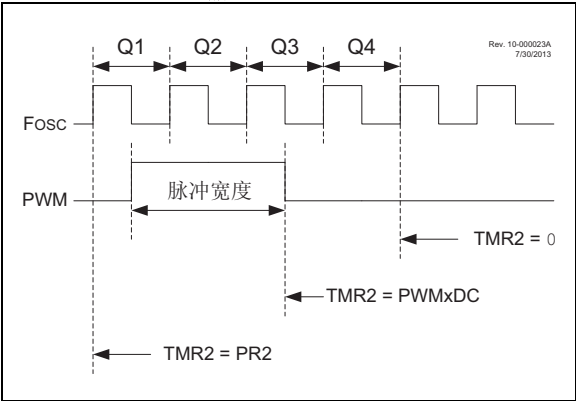 Rev. 10-000023A
7/30/2013
Q1 Q2 Q3 Q4
FOSC
PWM
脉冲宽度
TMR2 = 0
TMR2 = PWMxDC
TMR2 = PR2